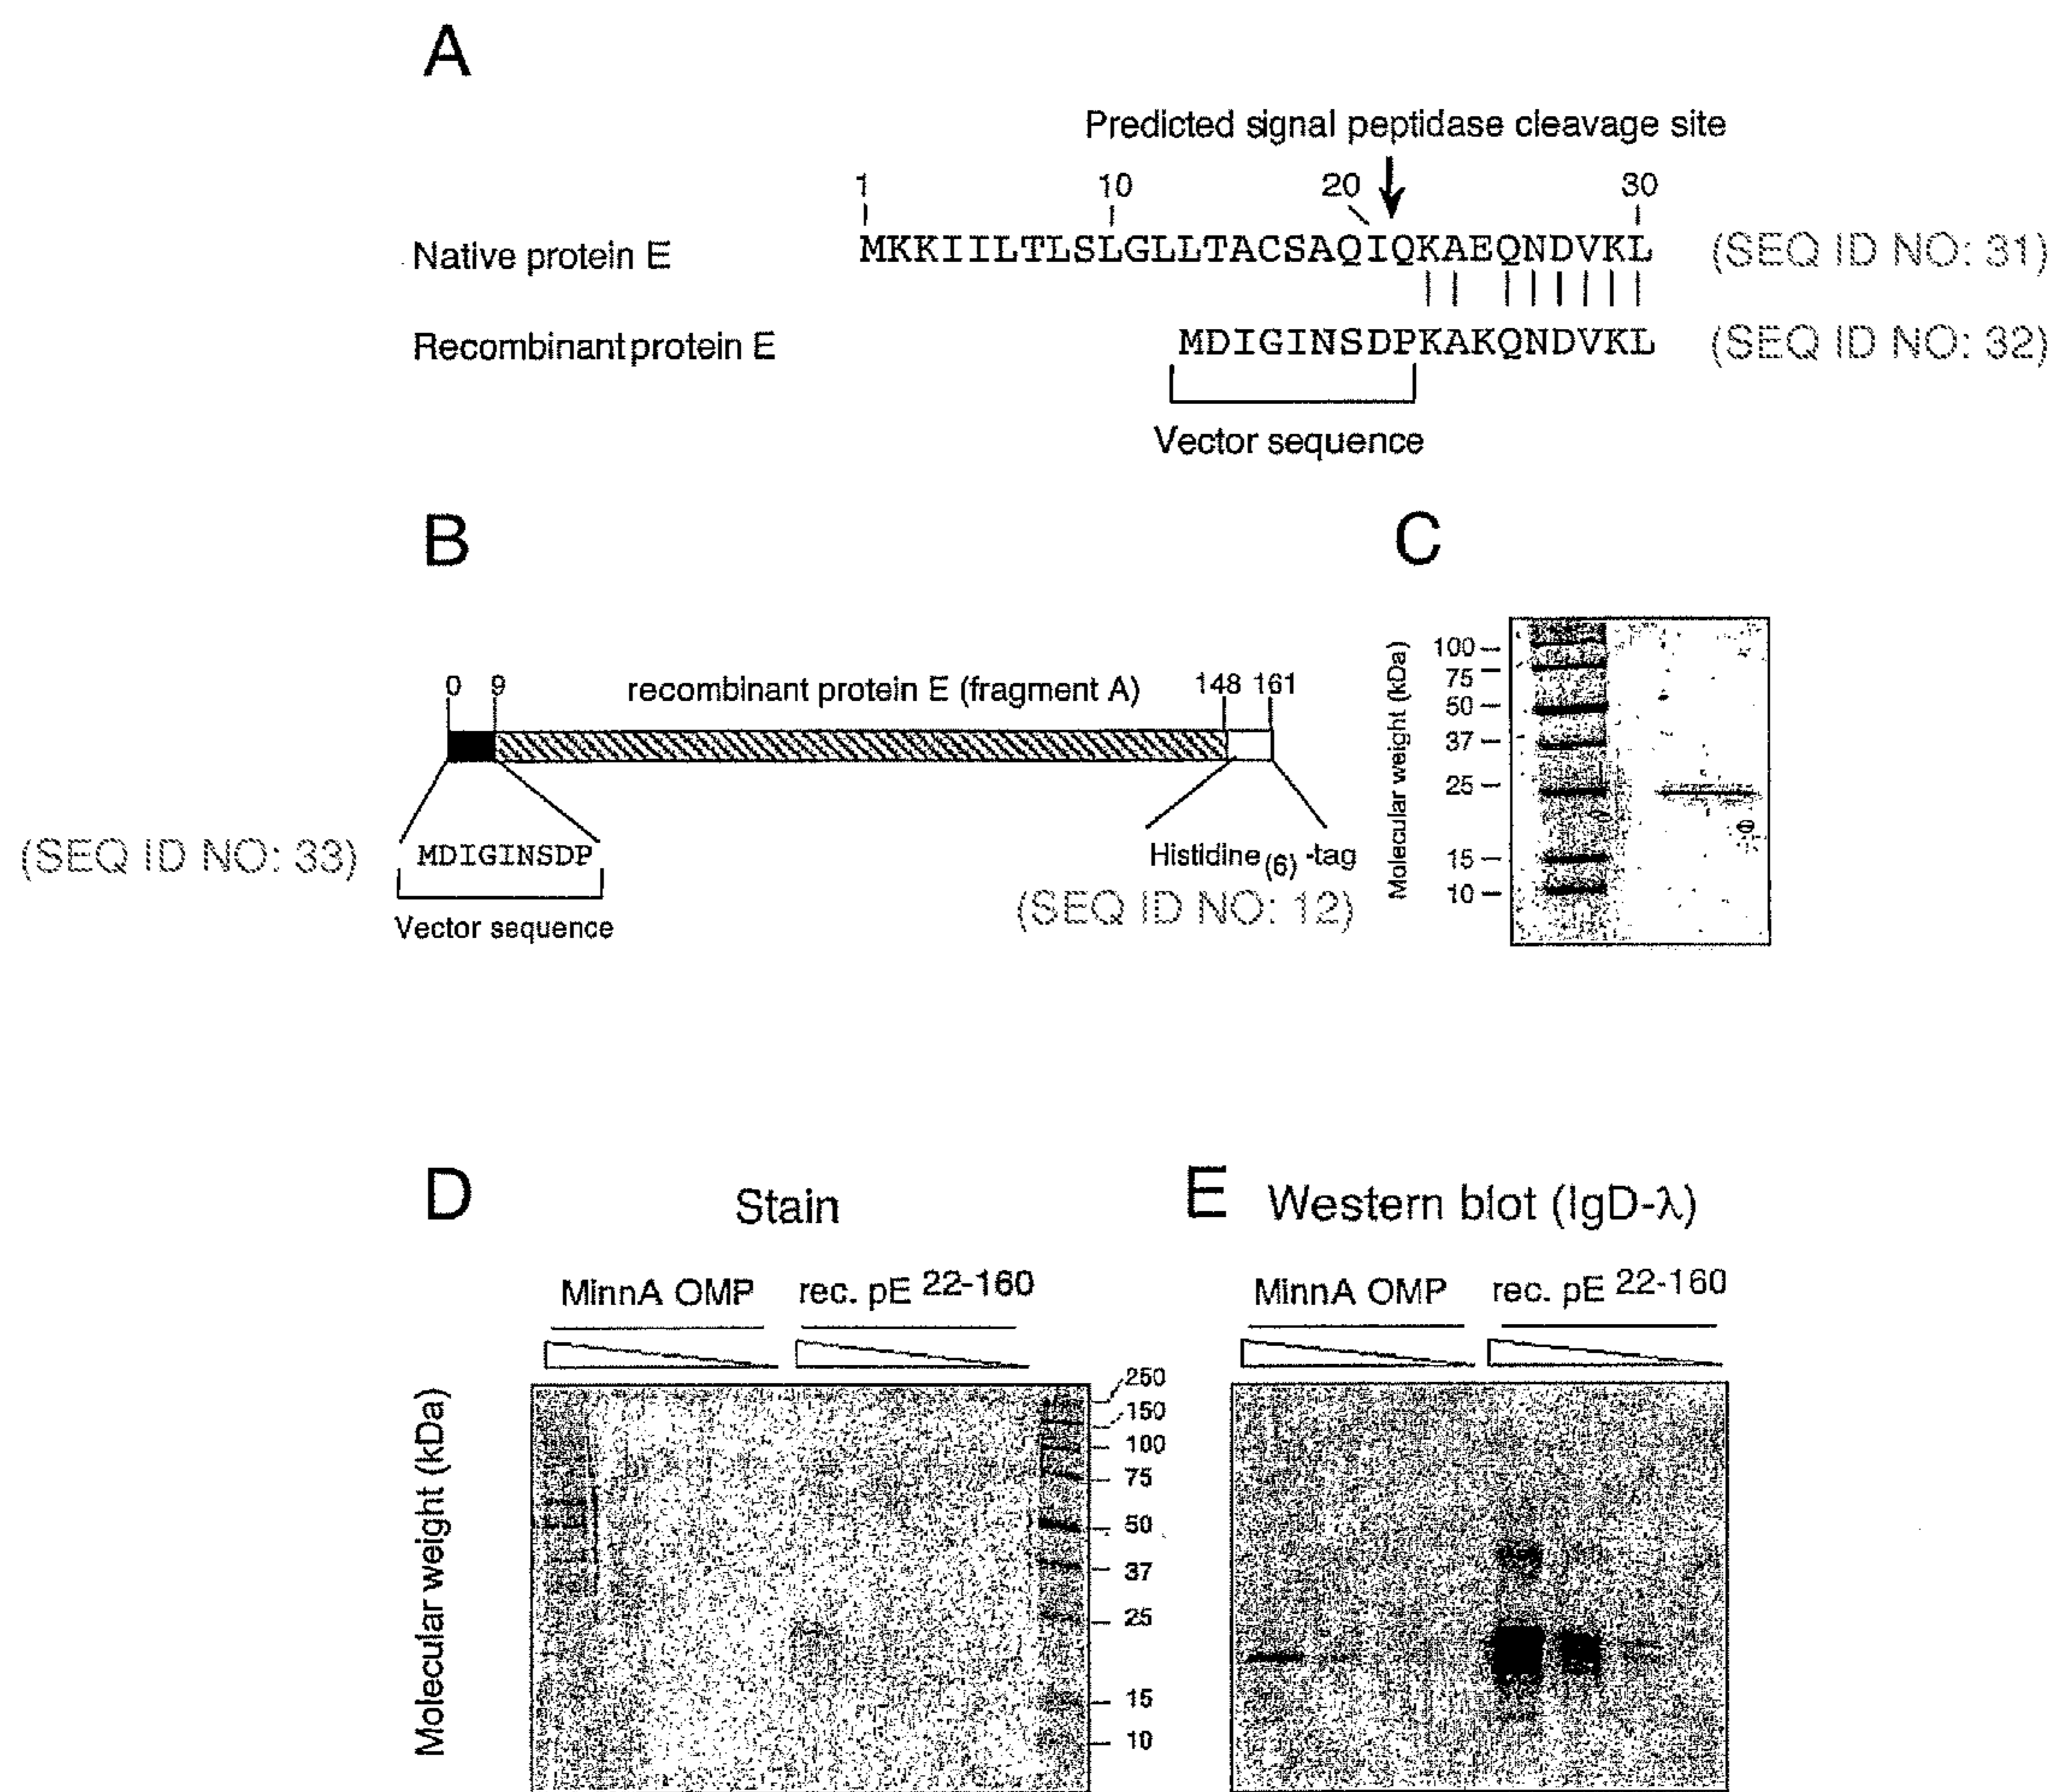 A
Predicted signal peptidase cleavage site
1 10 20 30
Native protein E MKKIILTLSLGLLTACSAQIQKAEQNDVKL (SEQ ID NO: 31)
Recombinant protein E MDIGINSDPKAKQNDVKL (SEQ ID NO: 32)
Vector sequence
B
0 9 recombinant protein E (fragment A) 148 161
(SEQ ID NO: 33) MDIGINSDP
Vector sequence
Histidine(6)-tag
(SEQ ID NO: 12)
C
Molecular weight (kDa)
100
75
50
37
25
15
10
D Stain
MinnA OMP rec. pE 22-160
Molecular weight (kDa)
250
150
100
75
50
37
25
15
10
E Western blot (IgD-λ)
MinnA OMP rec. pE 22-160